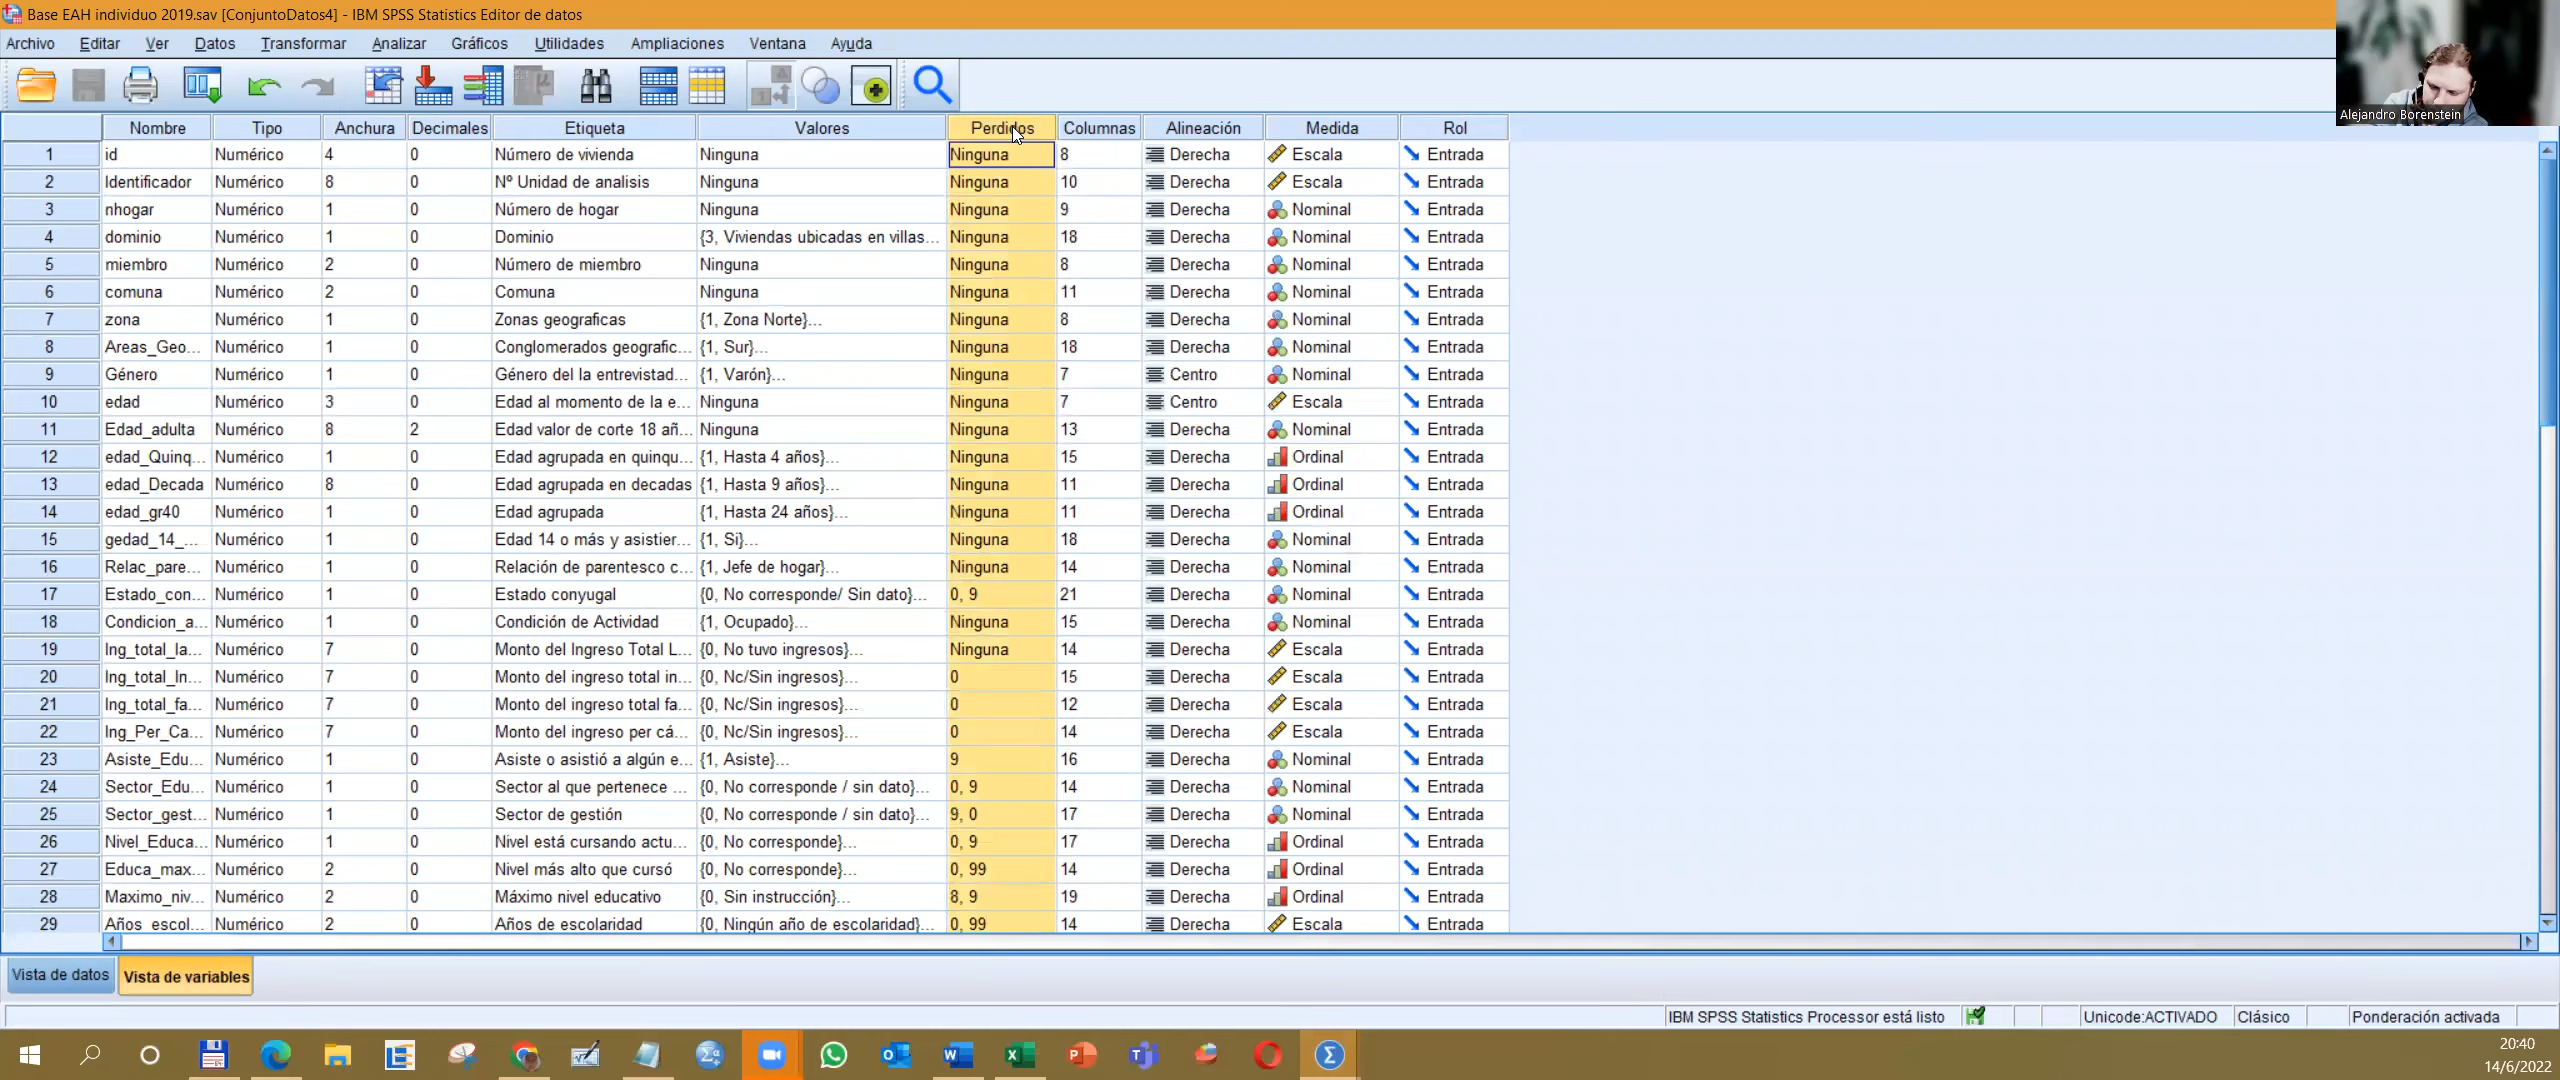 Base EAH individuo 2019.sav [ConjuntoDatos4] - IBM SPSS Statistics Editor de datos
Archivo Editar Ver Datos Transformar Analizar Gráficos Utilidades Ampliaciones Ventana Ayuda
Alejandro Borenstein
Nombre Tipo Anchura Decimales Etiqueta Valores Perdidos Columnas Alineación Medida Rol
1 id Numérico 4 0 Número de vivienda Ninguna Ninguna 8 Derecha Escala Entrada
2 Identificador Numérico 8 0 Nº Unidad de analisis Ninguna Ninguna 10 Derecha Escala Entrada
3 nhogar Numérico 1 0 Número de hogar Ninguna Ninguna 9 Derecha Nominal Entrada
4 dominio Numérico 1 0 Dominio {3, Viviendas ubicadas en villas... Ninguna 18 Derecha Nominal Entrada
5 miembro Numérico 2 0 Número de miembro Ninguna Ninguna 8 Derecha Nominal Entrada
6 comuna Numérico 2 0 Comuna Ninguna Ninguna 11 Derecha Nominal Entrada
7 zona Numérico 1 0 Zonas geograficas {1, Zona Norte}... Ninguna 8 Derecha Nominal Entrada
8 Areas_Geo... Numérico 1 0 Conglomerados geografic... {1, Sur}... Ninguna 18 Derecha Nominal Entrada
9 Género Numérico 1 0 Género del la entrevistad... {1, Varón}... Ninguna 7 Centro Nominal Entrada
10 edad Numérico 3 0 Edad al momento de la e... Ninguna Ninguna 7 Centro Escala Entrada
11 Edad_adulta Numérico 8 2 Edad valor de corte 18 añ... Ninguna Ninguna 13 Derecha Nominal Entrada
12 edad_Quinq... Numérico 1 0 Edad agrupada en quinqu... {1, Hasta 4 años}... Ninguna 15 Derecha Ordinal Entrada
13 edad_Decada Numérico 8 0 Edad agrupada en decadas {1, Hasta 9 años}... Ninguna 11 Derecha Ordinal Entrada
14 edad_gr40 Numérico 1 0 Edad agrupada {1, Hasta 24 años}... Ninguna 11 Derecha Ordinal Entrada
15 gedad_14_... Numérico 1 0 Edad 14 o más y asistier... {1, Si}... Ninguna 18 Derecha Nominal Entrada
16 Relac_pare... Numérico 1 0 Relación de parentesco c... {1, Jefe de hogar}... Ninguna 14 Derecha Nominal Entrada
17 Estado_con... Numérico 1 0 Estado conyugal {0, No corresponde/ Sin dato}... 0, 9 21 Derecha Nominal Entrada
18 Condicion_a... Numérico 1 0 Condición de Actividad {1, Ocupado}... Ninguna 15 Derecha Nominal Entrada
19 Ing_total_la... Numérico 7 0 Monto del Ingreso Total L... {0, No tuvo ingresos}... Ninguna 14 Derecha Escala Entrada
20 Ing_total_In... Numérico 7 0 Monto del ingreso total in... {0, Nc/Sin ingresos}... 0 15 Derecha Escala Entrada
21 Ing_total_fa... Numérico 7 0 Monto del ingreso total fa... {0, Nc/Sin ingresos}... 0 12 Derecha Escala Entrada
22 Ing_Per_Ca... Numérico 7 0 Monto del ingreso per cá... {0, Nc/Sin ingresos}... 0 14 Derecha Escala Entrada
23 Asiste_Edu... Numérico 1 0 Asiste o asistió a algún e... {1, Asiste}... 9 16 Derecha Nominal Entrada
24 Sector_Edu... Numérico 1 0 Sector al que pertenece ... {0, No corresponde / sin dato}... 0, 9 14 Derecha Nominal Entrada
25 Sector_gest... Numérico 1 0 Sector de gestión {0, No corresponde / sin dato}... 9, 0 17 Derecha Nominal Entrada
26 Nivel_Educa... Numérico 1 0 Nivel está cursando actu... {0, No corresponde}... 0, 9 17 Derecha Ordinal Entrada
27 Educa_max... Numérico 2 0 Nivel más alto que cursó {0, No corresponde}... 0, 99 14 Derecha Ordinal Entrada
28 Maximo_niv... Numérico 2 0 Máximo nivel educativo {0, Sin instrucción}... 8, 9 19 Derecha Ordinal Entrada
29 Años_escol... Numérico 2 0 Años de escolaridad {0, Ningún año de escolaridad}... 0, 99 14 Derecha Escala Entrada
Vista de datos Vista de variables
IBM SPSS Statistics Processor está listo Unicode:ACTIVADO Clásico Ponderación activada
20:40
14/6/2022